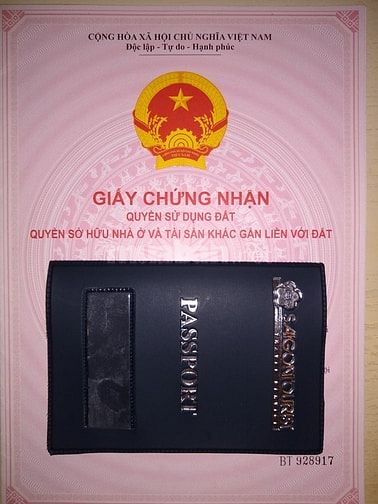 CỘNG HÒA XÃ HỘI CHỦ NGHĨA VIỆT NAM
Độc lập - Tự do - Hạnh phúc
GIẤY CHỨNG NHẬN
QUYỀN SỬ DỤNG ĐẤT
QUYỀN SỞ HỮU NHÀ Ở VÀ TÀI SẢN KHÁC GẮN LIỀN VỚI ĐẤT
PASSPORT
SAIGONTOURIST
BT 928917